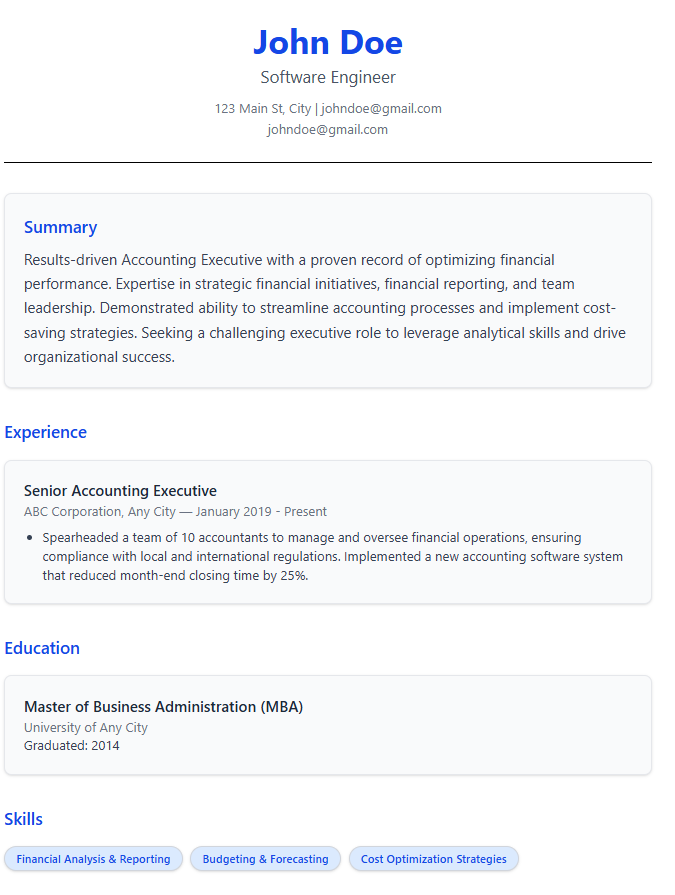 John Doe
Software Engineer
123 Main St, City | johndoe@gmail.com
johndoe@gmail.com
Summary
Results-driven Accounting Executive with a proven record of optimizing financial
performance. Expertise in strategic financial initiatives, financial reporting, and team
leadership. Demonstrated ability to streamline accounting processes and implement cost-
saving strategies. Seeking a challenging executive role to leverage analytical skills and drive
organizational success.
Experience
Senior Accounting Executive
ABC Corporation, Any City — January 2019 - Present
• Spearheaded a team of 10 accountants to manage and oversee financial operations, ensuring
compliance with local and international regulations. Implemented a new accounting software system
that reduced month-end closing time by 25%.
Education
Master of Business Administration (MBA)
University of Any City
Graduated: 2014
Skills
Financial Analysis & Reporting Budgeting & Forecasting Cost Optimization Strategies